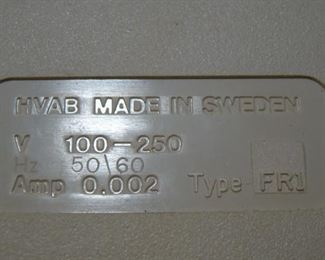 HVAB MADE IN SWEDEN
V 100-250
Hz 50\60
Amp 0.002 Type FR1